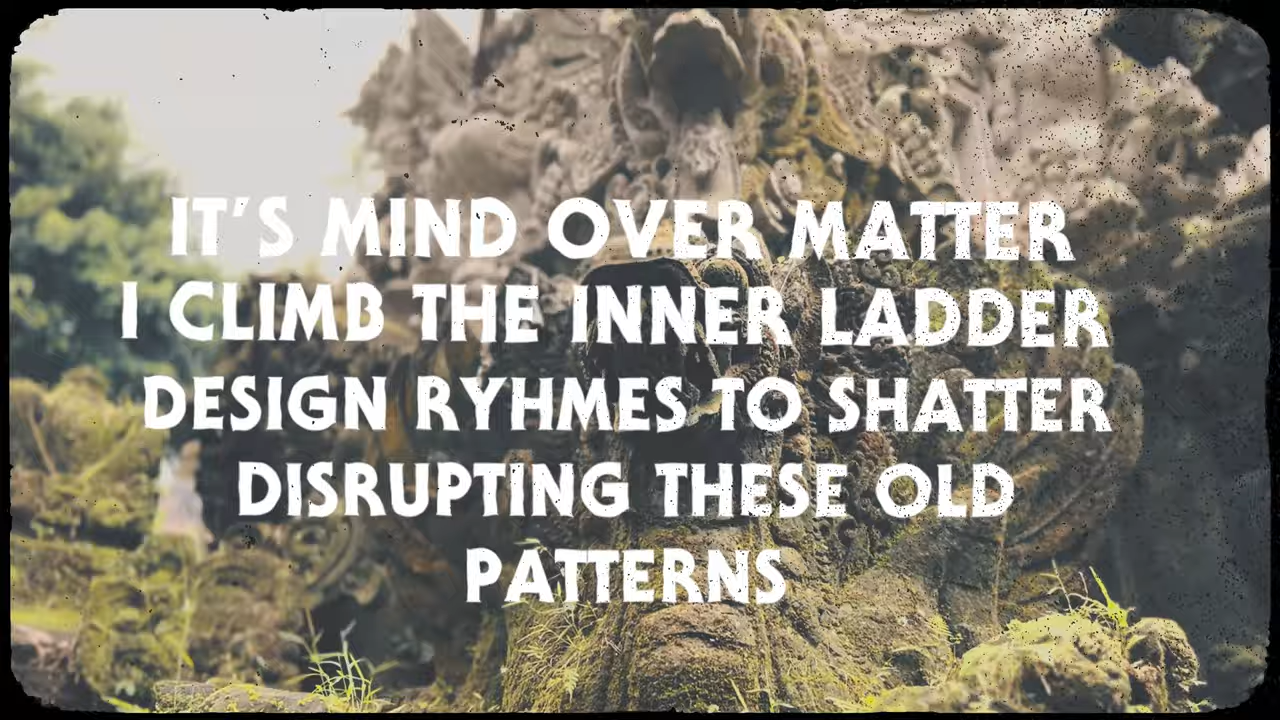 IT'S MIND OVER MATTER
I CLIMB THE INNER LADDER
DESIGN RYHMES TO SHATTER
DISRUPTING THESE OLD
PATTERNS